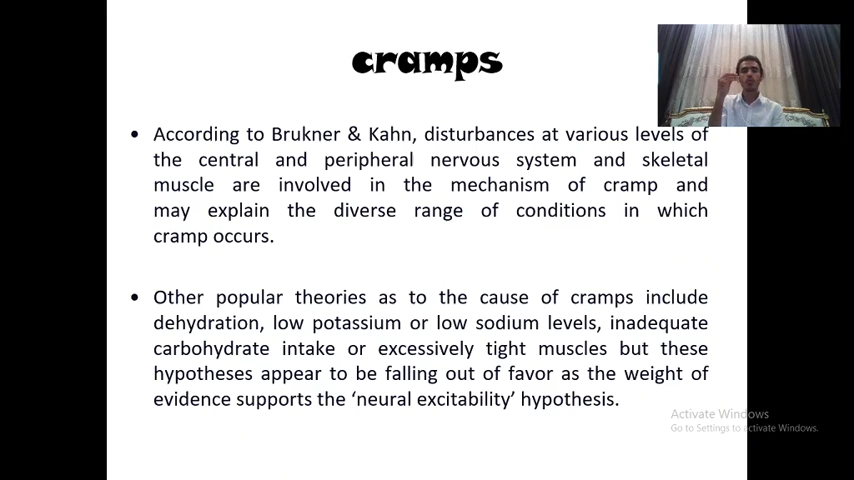 cramps
• According to Brukner & Kahn, disturbances at various levels of
the central and peripheral nervous system and skeletal
muscle are involved in the mechanism of cramp and
may explain the diverse range of conditions in which
cramp occurs.
• Other popular theories as to the cause of cramps include
dehydration, low potassium or low sodium levels, inadequate
carbohydrate intake or excessively tight muscles but these
hypotheses appear to be falling out of favor as the weight of
evidence supports the ‘neural excitability’ hypothesis.
Activate Windows
Go to Settings to activate Windows.